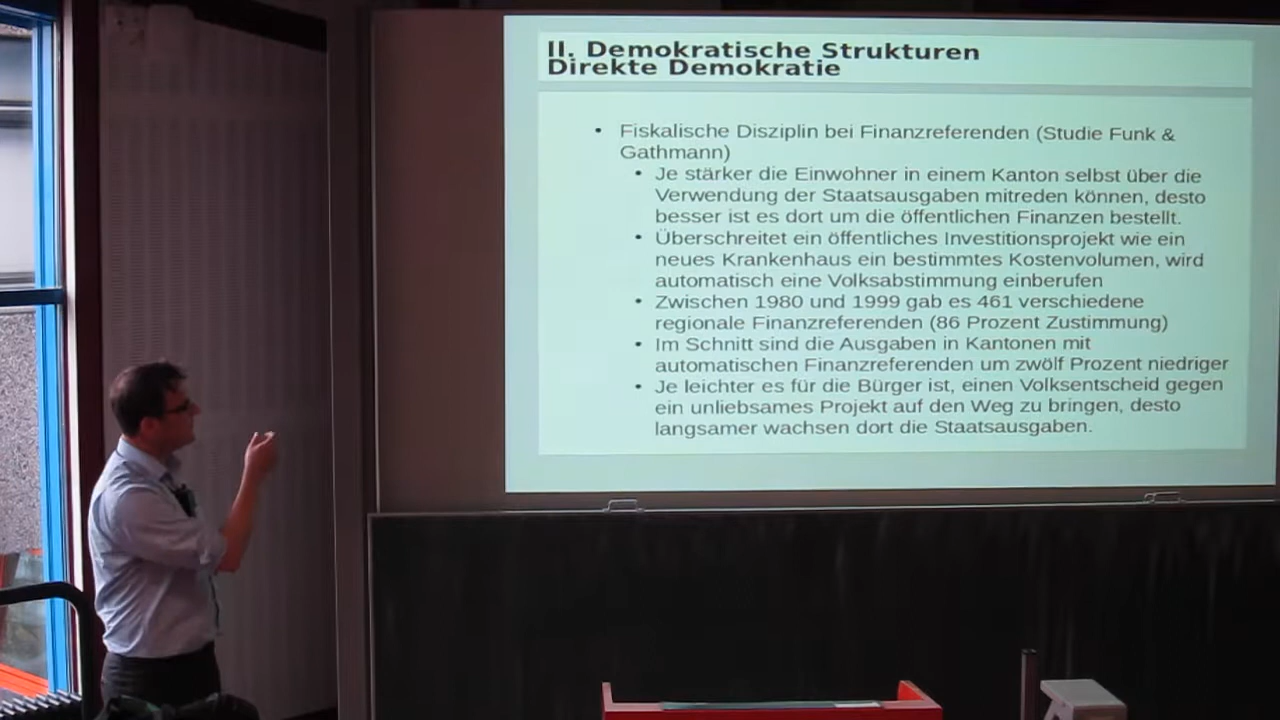 II. Demokratische Strukturen
Direkte Demokratie
• Fiskalische Disziplin bei Finanzreferenden (Studie Funk &
Gathmann)
• Je stärker die Einwohner in einem Kanton selbst über die
Verwendung der Staatsausgaben mitreden können, desto
besser ist es dort um die öffentlichen Finanzen bestellt.
• Überschreitet ein öffentliches Investitionsprojekt wie ein
neues Krankenhaus ein bestimmtes Kostenvolumen, wird
automatisch eine Volksabstimmung einberufen
• Zwischen 1980 und 1999 gab es 461 verschiedene
regionale Finanzreferenden (86 Prozent Zustimmung)
• Im Schnitt sind die Ausgaben in Kantonen mit
automatischen Finanzreferenden um zwölf Prozent niedriger
• Je leichter es für die Bürger ist, einen Volksentscheid gegen
ein unliebsames Projekt auf den Weg zu bringen, desto
langsamer wachsen dort die Staatsausgaben.